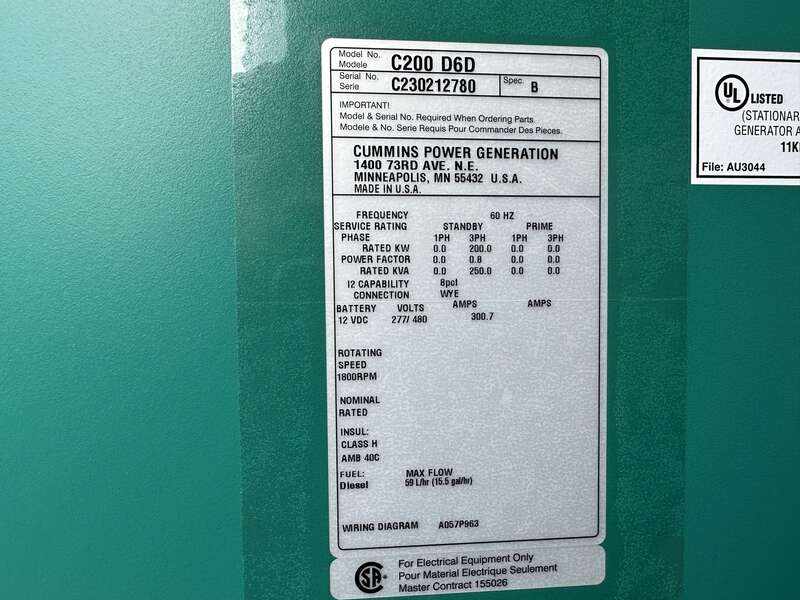 Model No. C200 D6D
Modele
Serial No. C230212780 Spec. B
Serie
IMPORTANT!
Model & Serial No. Required When Ordering Parts
Modele & No. Serie Requis Pour Commander Des Pieces.
CUMMINS POWER GENERATION
1400 73RD AVE. N.E.
MINNEAPOLIS, MN 55432 U.S.A.
MADE IN U.S.A.
FREQUENCY 60 HZ
SERVICE RATING STANDBY PRIME
PHASE 1PH 3PH 1PH 3PH
RATED KW 0.0 200.0 0.0 0.0
POWER FACTOR 0.0 0.8 0.0 0.0
RATED KVA 0.0 250.0 0.0 0.0
I2 CAPABILITY 8pct
CONNECTION WYE
BATTERY VOLTS AMPS AMPS
12 VDC 277/ 480 300.7
ROTATING
SPEED
1800RPM
NOMINAL
RATED
INSUL:
CLASS H
AMB 40C
FUEL: MAX FLOW
Diesel 59 L/hr (15.5 gal/hr)
WIRING DIAGRAM A057P963
SA
For Electrical Equipment Only
Pour Material Electrique Seulement
Master Contract 155026
UL LISTED
(STATIONAR
GENERATOR A
11K
File: AU3044